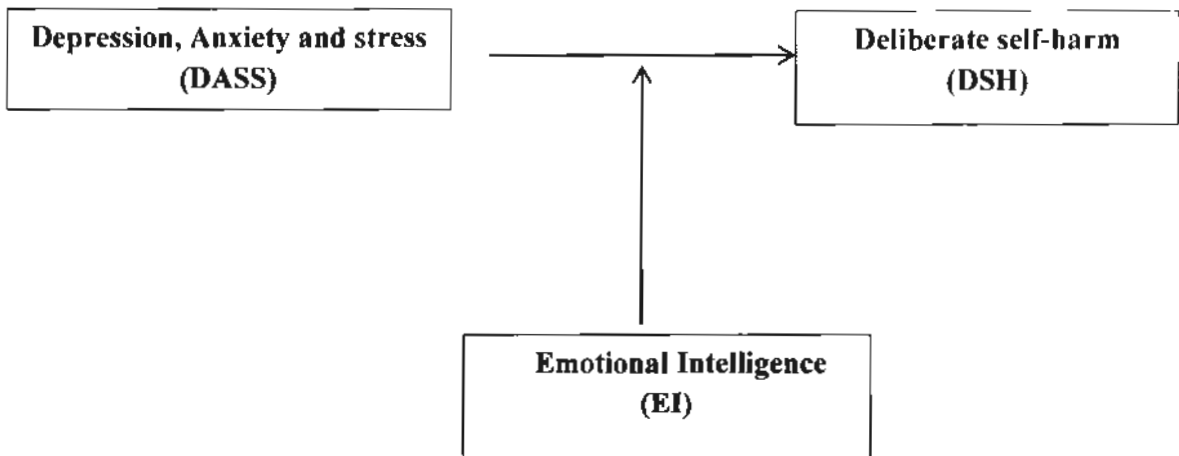 Depression, Anxiety and stress
(DASS)
Deliberate self-harm
(DSH)
Emotional Intelligence
(EI)